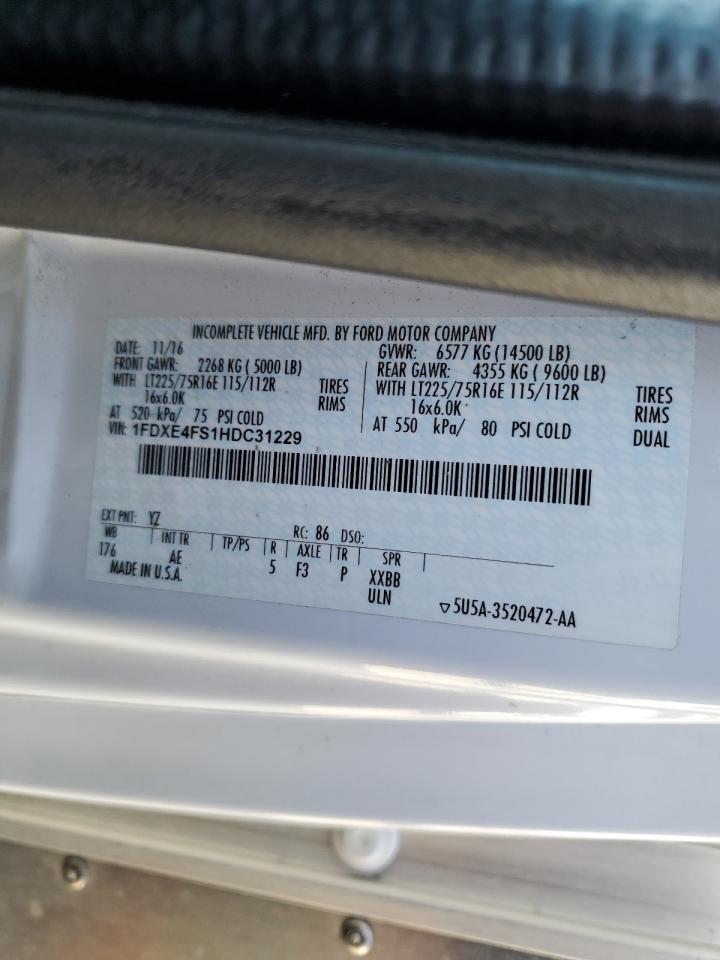 INCOMPLETE VEHICLE MFD. BY FORD MOTOR COMPANY
DATE: 11/16 GVWR: 6577 KG (14500 LB)
FRONT GAWR: 2268 KG ( 5000 LB) REAR GAWR: 4355 KG ( 9600 LB)
WITH LT225/75R16E 115/112R TIRES WITH LT225/75R16E 115/112R TIRES
16x6.0K RIMS 16x6.0K RIMS
AT 520 kPa/ 75 PSI COLD AT 550 kPa/ 80 PSI COLD DUAL
VIN: 1FDXE4FS1HDC31229
EXT PNT: YZ RC: 86 DSO:
WB INT TR TP/PS R AXLE TR SPR
176 AE 5 F3 P XXBB
MADE IN U.S.A. ULN
▽5U5A-3520472-AA